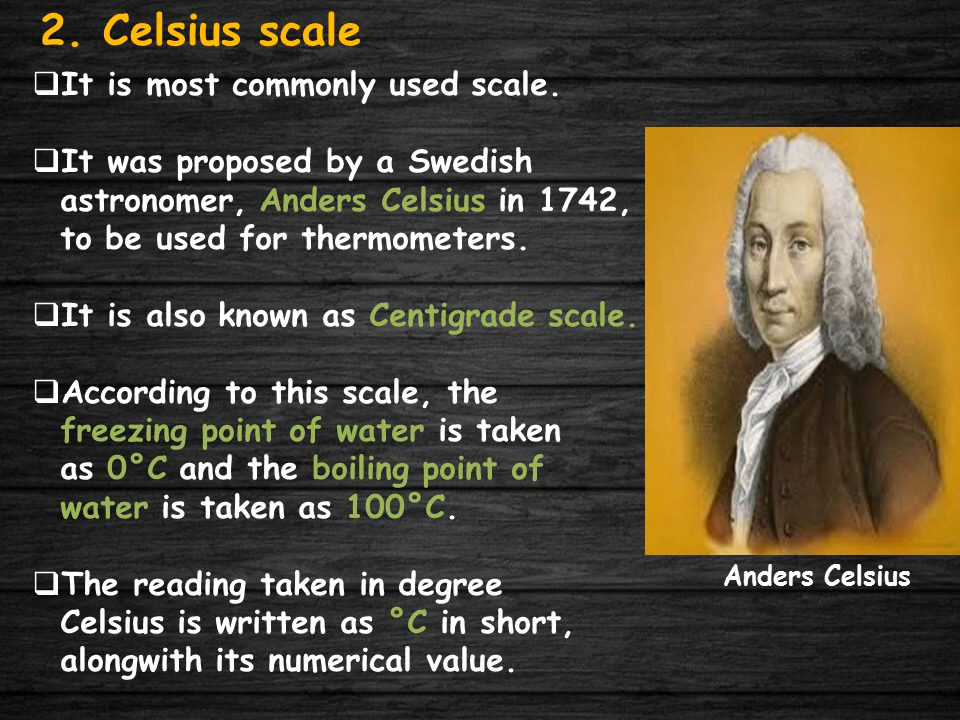 2. Celsius scale
It is most commonly used scale.
It was proposed by a Swedish
astronomer, Anders Celsius in 1742,
to be used for thermometers.
It is also known as Centigrade scale.
According to this scale, the
freezing point of water is taken
as 0°C and the boiling point of
water is taken as 100°C.
The reading taken in degree
Celsius is written as °C in short,
alongwith its numerical value.
Anders Celsius